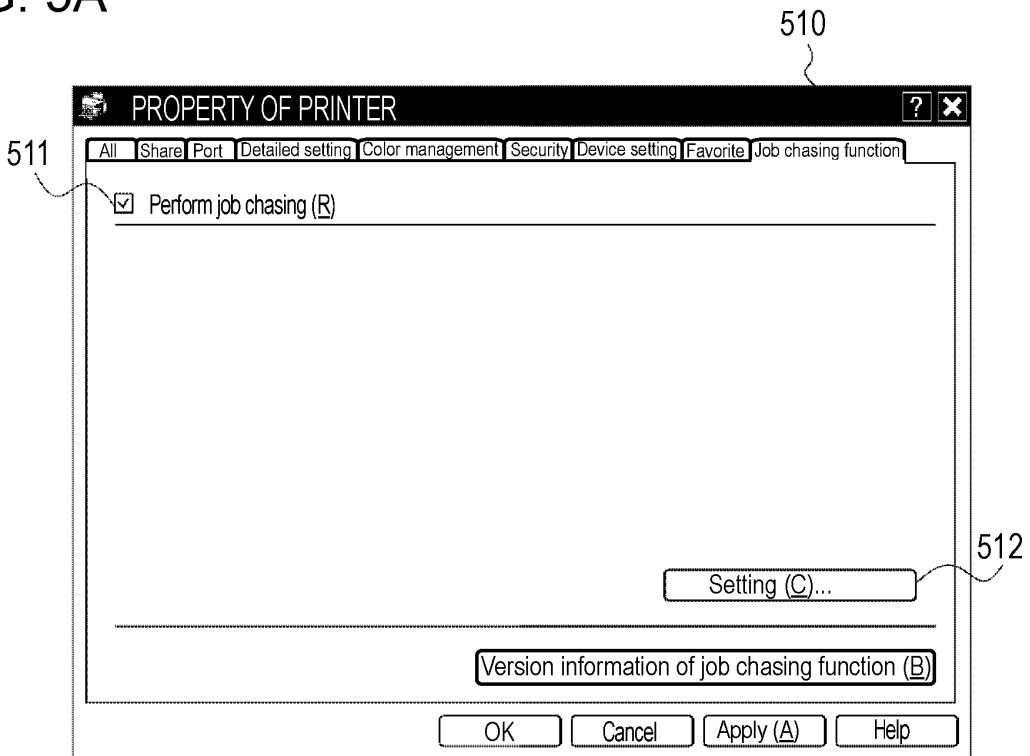 G. 5A
510
PROPERTY OF PRINTER ? ×
511
All Share Port Detailed setting Color management Security Device setting Favorite Job chasing function
Perform job chasing (R)
512
Setting (C)...
Version information of job chasing function (B)
OK Cancel Apply (A) Help